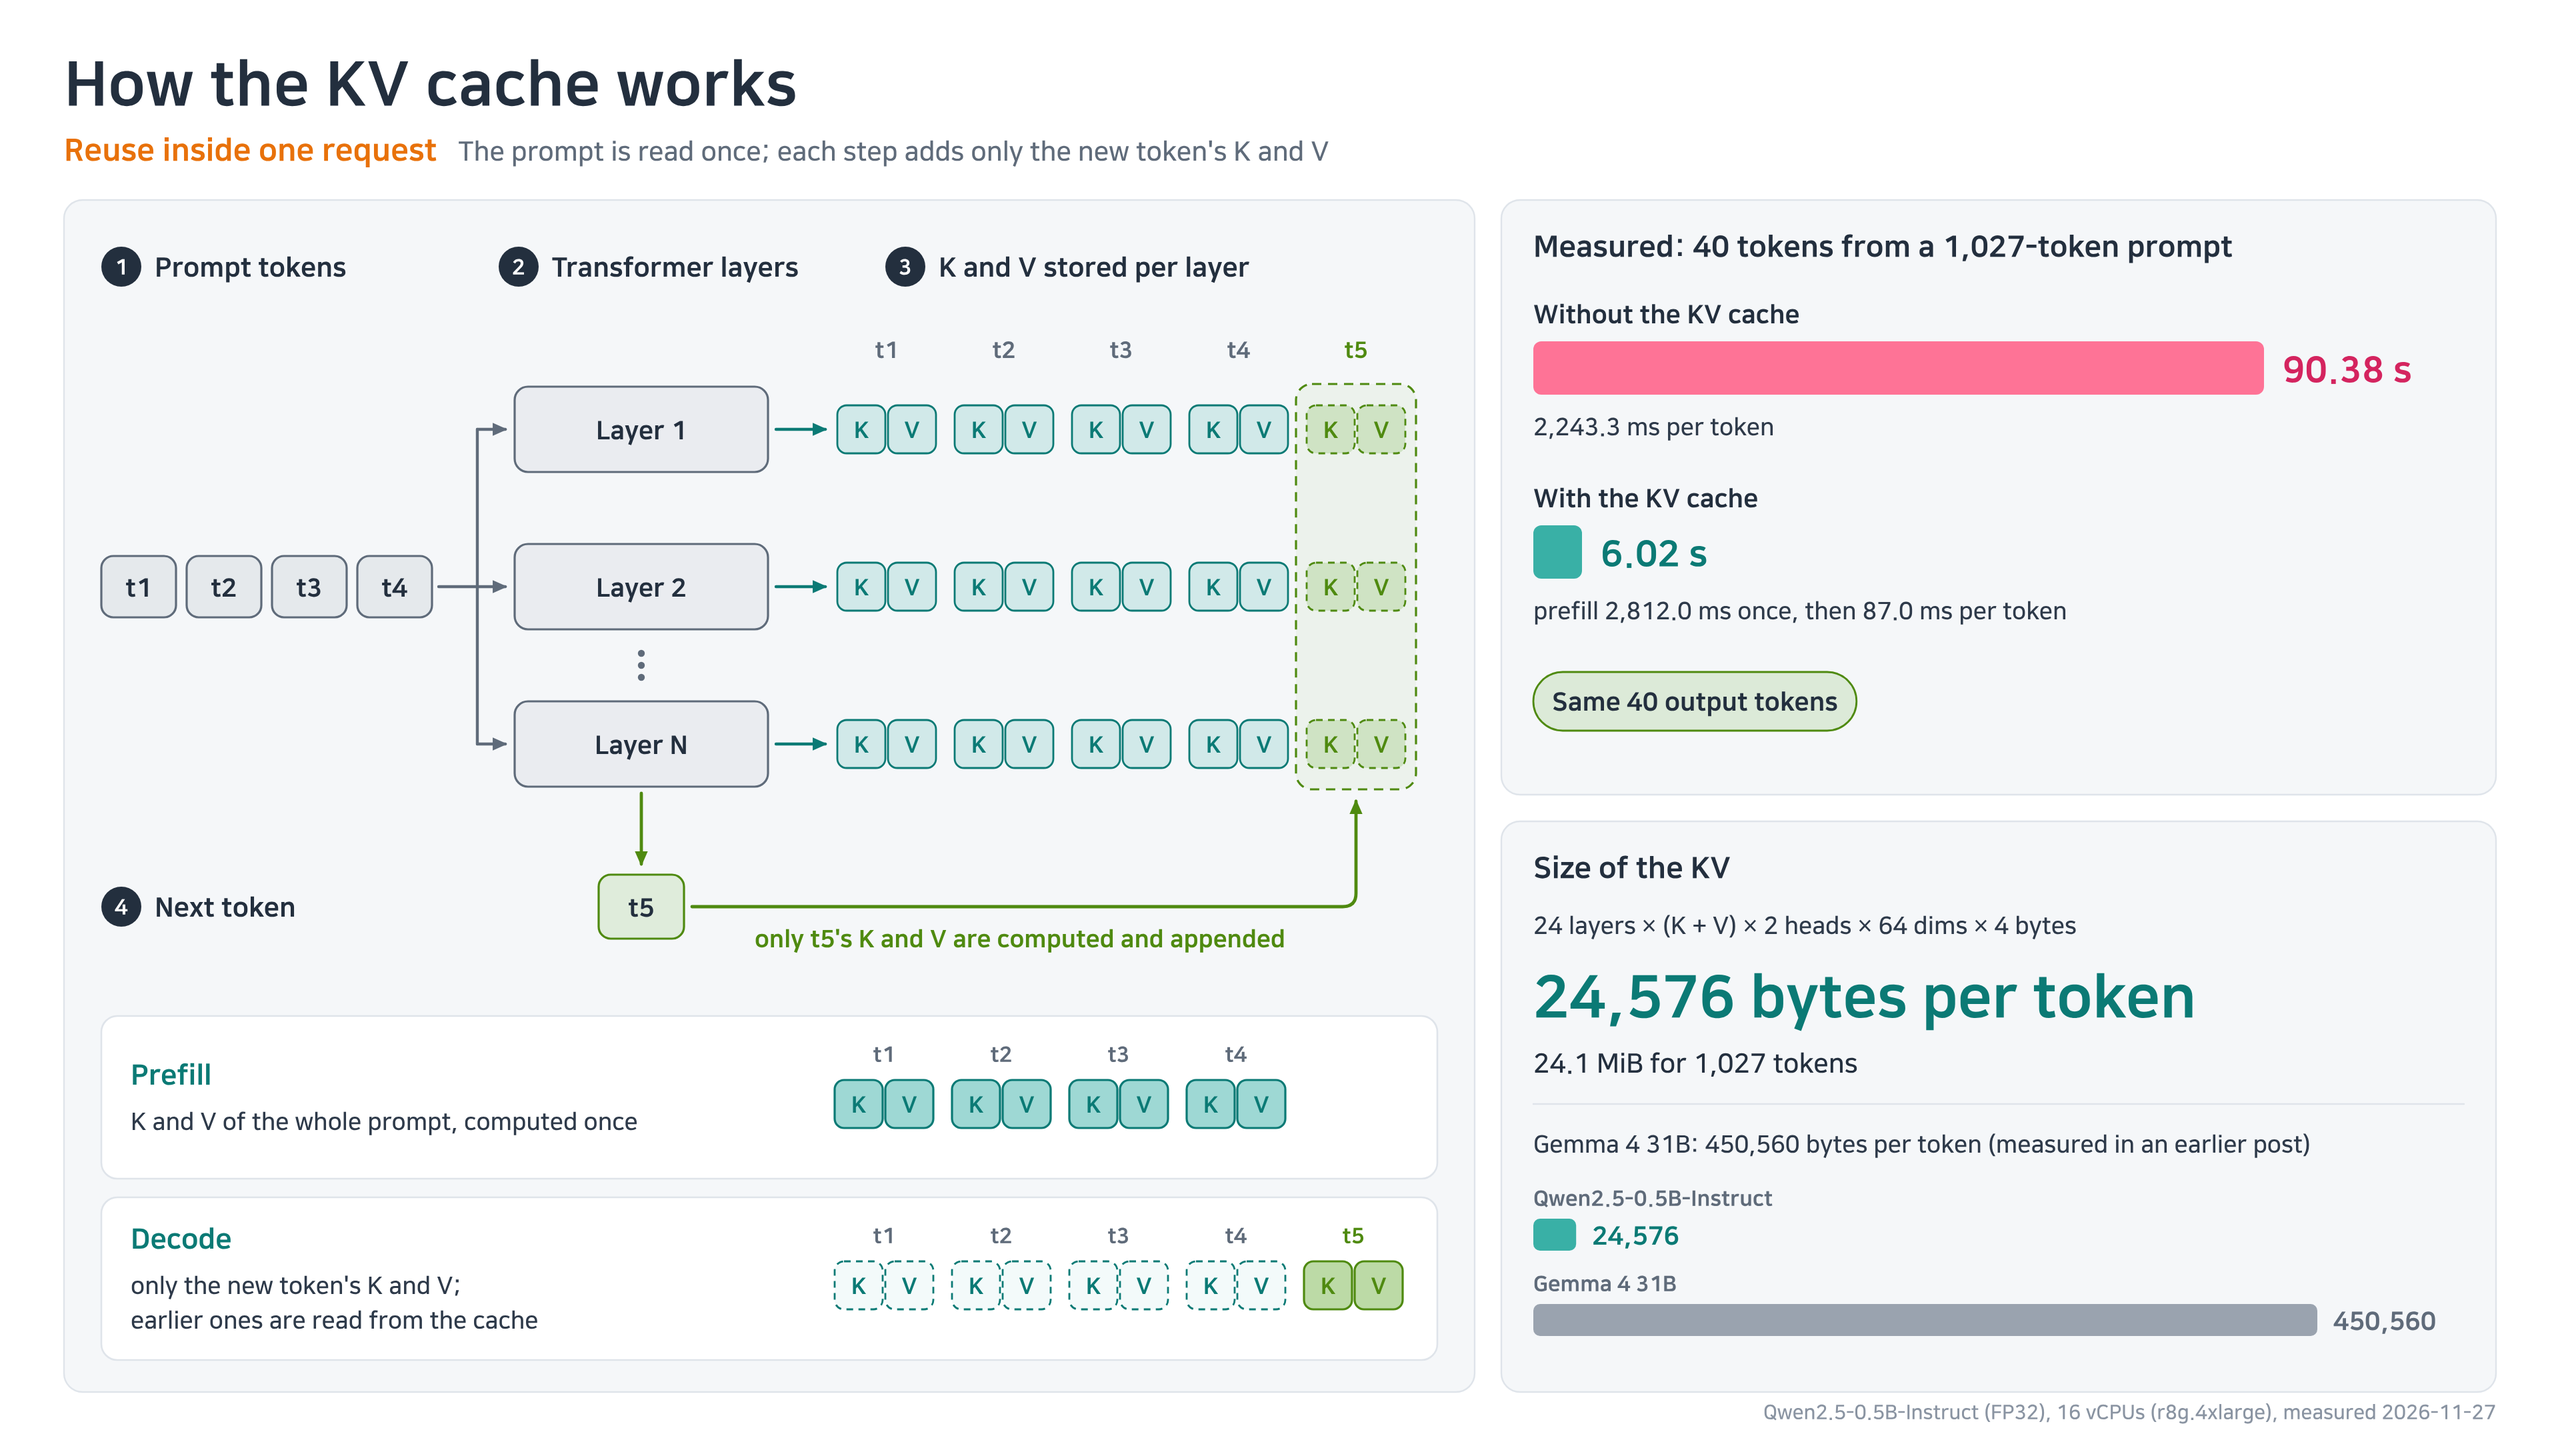 How the KV cache works
Reuse inside one request The prompt is read once; each step adds only the new token's K and V
1 Prompt tokens
2 Transformer layers
3 K and V stored per layer
t1 t2 t3 t4 t5
Layer 1 K V K V K V K V K V
t1 t2 t3 t4 Layer 2 K V K V K V K V K V
Layer N K V K V K V K V K V
4 Next token
t5
only t5's K and V are computed and appended
Prefill
K and V of the whole prompt, computed once
t1 t2 t3 t4
K V K V K V K V
Decode
only the new token's K and V;
earlier ones are read from the cache
t1 t2 t3 t4 t5
K V K V K V K V K V
Measured: 40 tokens from a 1,027-token prompt
Without the KV cache
90.38 s
2,243.3 ms per token
With the KV cache
6.02 s
prefill 2,812.0 ms once, then 87.0 ms per token
Same 40 output tokens
Size of the KV
24 layers × (K + V) × 2 heads × 64 dims × 4 bytes
24,576 bytes per token
24.1 MiB for 1,027 tokens
Gemma 4 31B: 450,560 bytes per token (measured in an earlier post)
Qwen2.5-0.5B-Instruct
24,576
Gemma 4 31B
450,560
Qwen2.5-0.5B-Instruct (FP32), 16 vCPUs (r8g.4xlarge), measured 2026-11-27